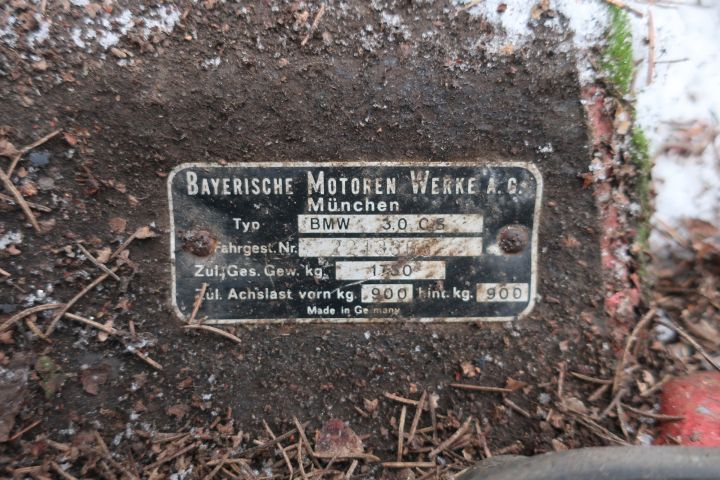 BAYERISCHE MOTOREN WERKE A.G.
München
Typ BMW 3.0 CS
Fahrgest.Nr.
Zul. Ges. Gew. kg.
Zul. Achslast vorn kg. 900 hint. kg. 900
Made in Germany